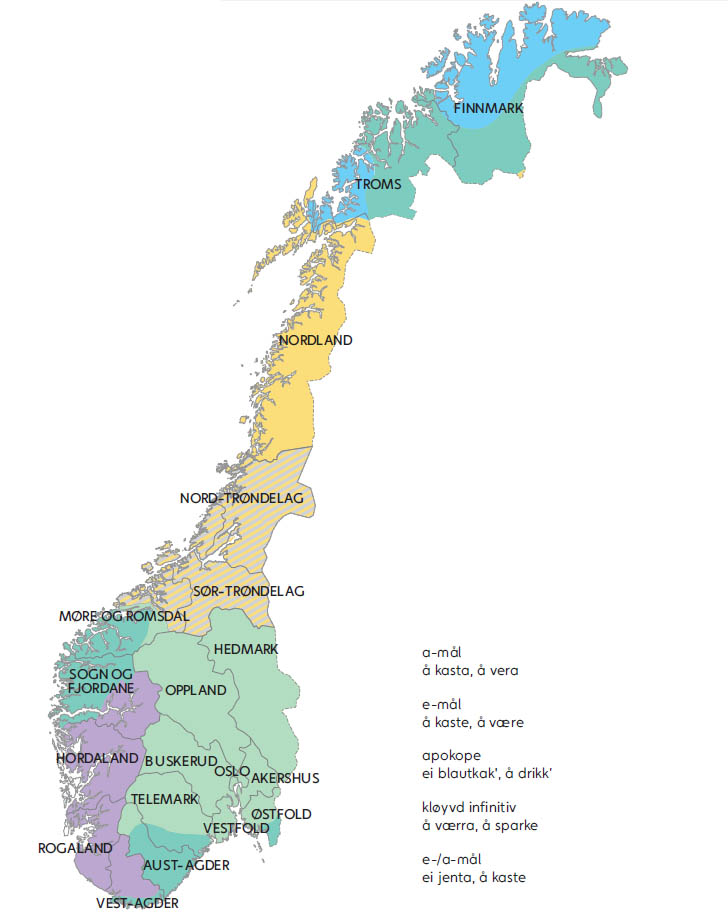 FINNMARK
TROMS
NORDLAND
NORD-TRØNDELAG
SØR-TRØNDELAG
MØRE OG ROMSDAL
HEDMARK
SOGN OG
FJORDANE
OPPLAND
HORDALAND
BUSKERUD
OSLO
AKERSHUS
TELEMARK
ØSTFOLD
VESTFOLD
ROGALAND
AUST-AGDER
VEST-AGDER
a-mål
å kasta, å vera
e-mål
å kaste, å være
apokope
ei blautkak', å drikk'
kløyvd infinitiv
å værra, å sparke
e-/a-mål
ei jenta, å kaste